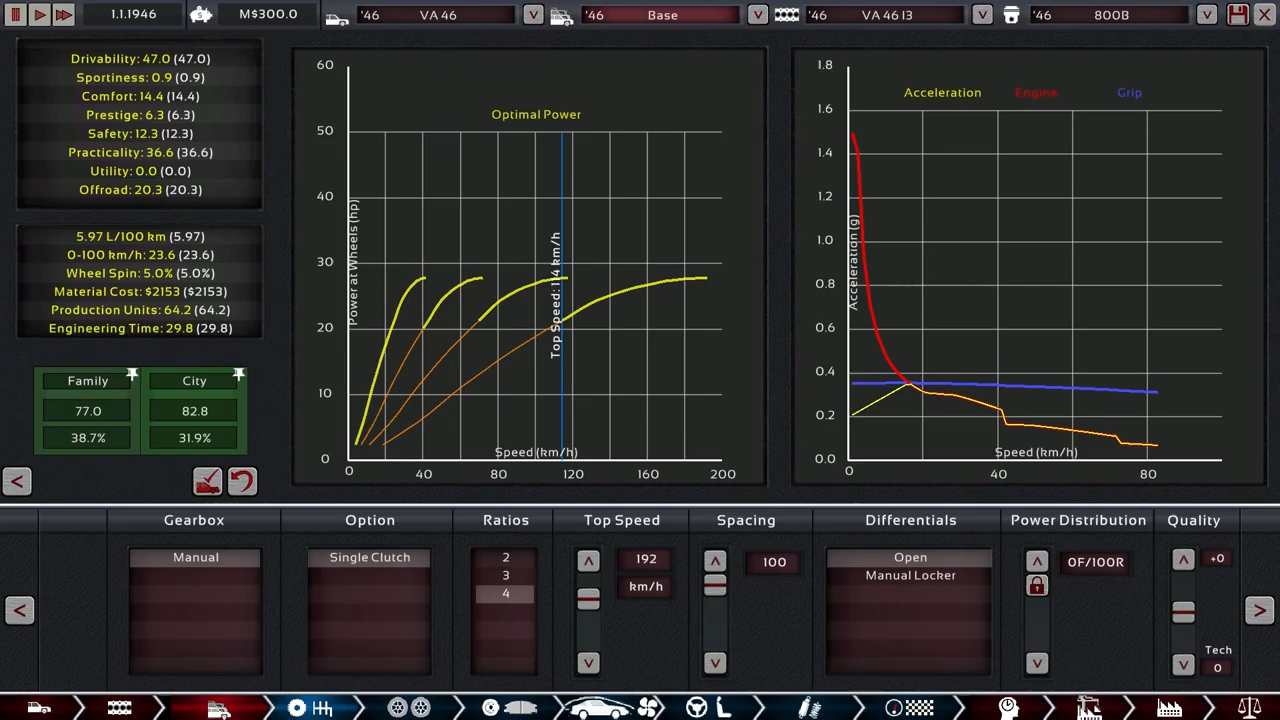 1.1.1946
M$300.0
'46 VA 46
'46 Base
'46 VA 46 I3
'46 800B
Drivability: 47.0 (47.0)
Sportiness: 0.9 (0.9)
Comfort: 14.4 (14.4)
Prestige: 6.3 (6.3)
Safety: 12.3 (12.3)
Practicality: 36.6 (36.6)
Utility: 0.0 (0.0)
Offroad: 20.3 (20.3)
5.97 L/100 km (5.97)
0-100 km/h: 23.6 (23.6)
Wheel Spin: 5.0% (5.0%)
Material Cost: $2153 ($2153)
Production Units: 64.2 (64.2)
Engineering Time: 29.8 (29.8)
Family City
77.0 82.8
38.7% 31.9%
Optimal Power
60
50
40
30
20
10
0
Power at Wheels (hp)
Top Speed: 114 km/h
Speed (km/h)
0 40 80 120 160 200
Acceleration Engine Grip
1.8
1.6
1.4
1.2
1.0
0.8
0.6
0.4
0.2
0.0
Acceleration (g)
Speed (km/h)
0 40 80
Gearbox Option Ratios Top Speed Spacing Differentials Power Distribution Quality
Manual
Single Clutch
2
3
4
192
km/h
100
Open
Manual Locker
0F/100R
+0
Tech
0